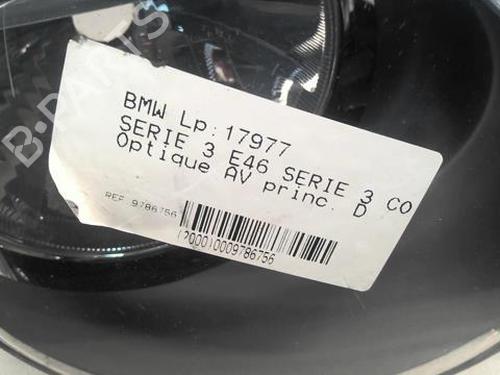 BMW Lp:17977
SERIE 3 E46 SERIE 3 CO
Optique AV princ. D
REF.9786756
(2000)0009786756
B-PARTS